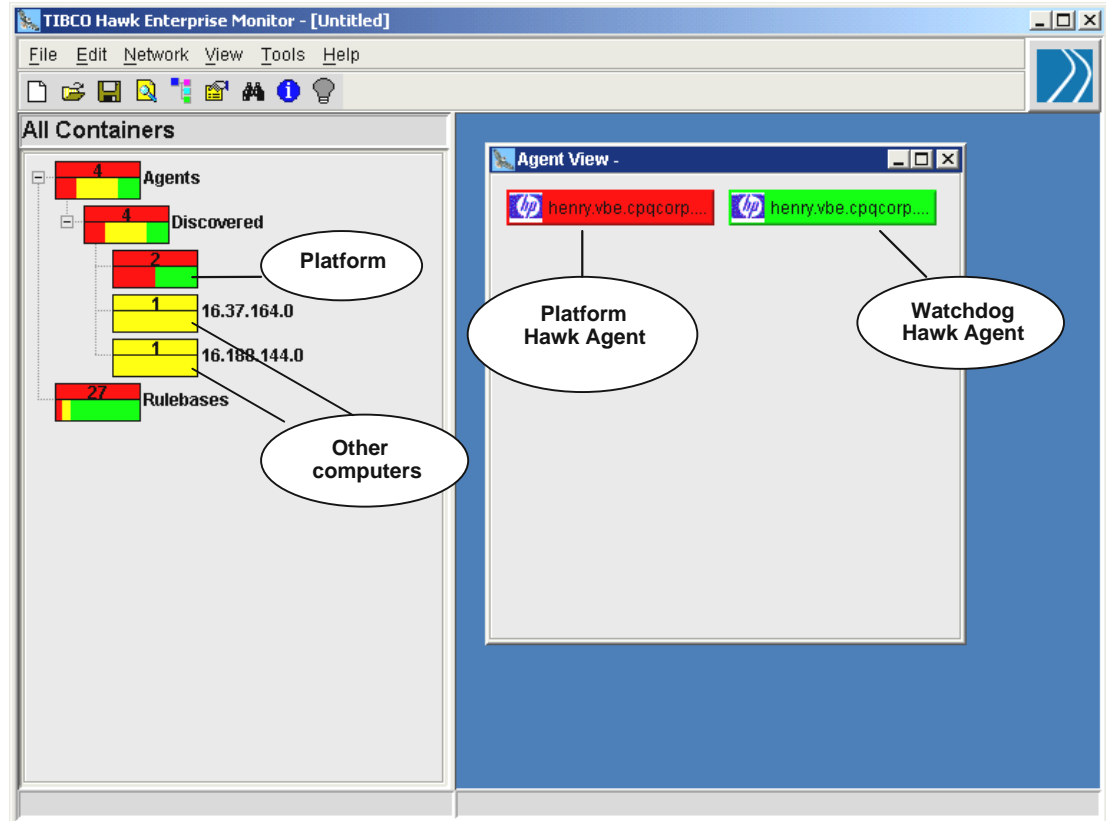 TIBCO Hawk Enterprise Monitor - [Untitled]
File Edit Network View Tools Help
All Containers
4 Agents
4 Discovered
2
1 16.37.164.0
1 16.188.144.0
27 Rulebases
Platform
Other
computers
Agent View -
hp henry.vbe.cpqcorp....
hp henry.vbe.cpqcorp....
Platform
Hawk Agent
Watchdog
Hawk Agent